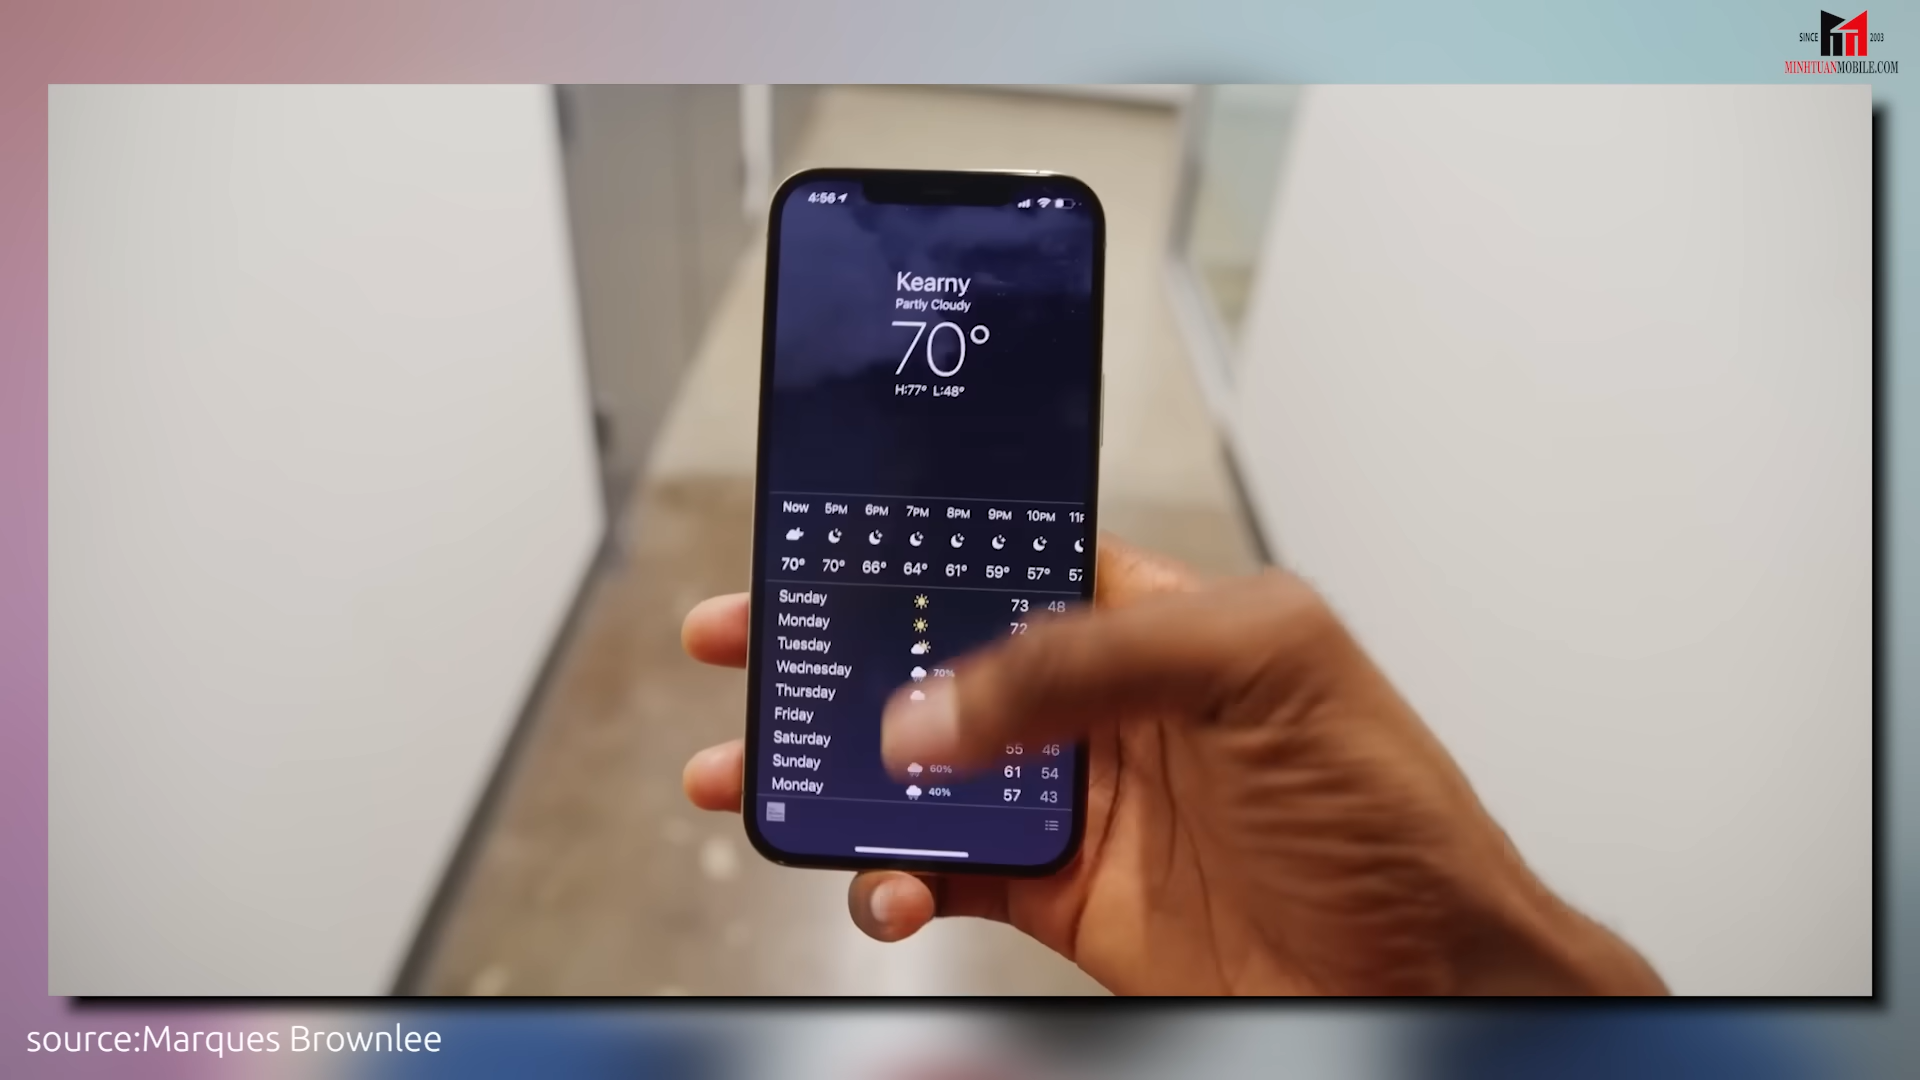 SINCE 2003
MINHTUANMOBILE.COM
4:56
Kearny
Partly Cloudy
70°
H:77° L:48°
Now 5PM 6PM 7PM 8PM 9PM 10PM
70° 70° 66° 64° 61° 59° 57°
Sunday 73 48
Monday 72
Tuesday
Wednesday 70%
Thursday
Friday
Saturday 55 46
Sunday 60% 61 54
Monday 40% 57 43
source:Marques Brownlee